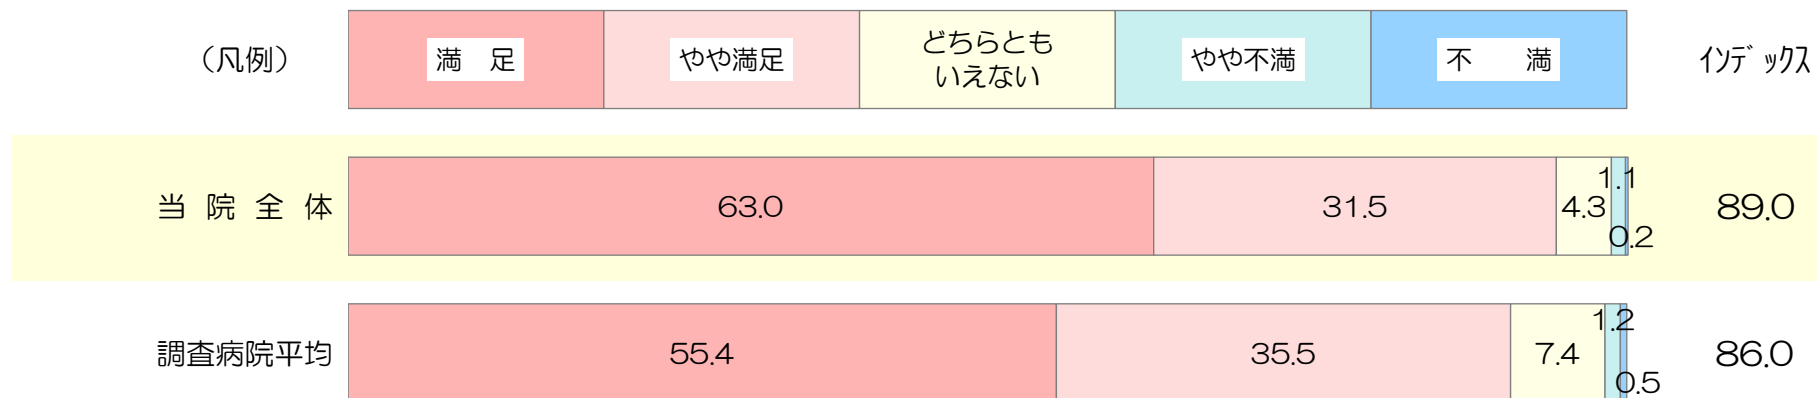 （凡例）
満　足
やや満足
どちらとも
いえない
やや不満
不　　満
ｲﾝﾃﾞｯｸｽ
当 院 全 体
63.0
31.5
4.3
1.1
0.2
89.0
調査病院平均
55.4
35.5
7.4
1.2
0.5
86.0